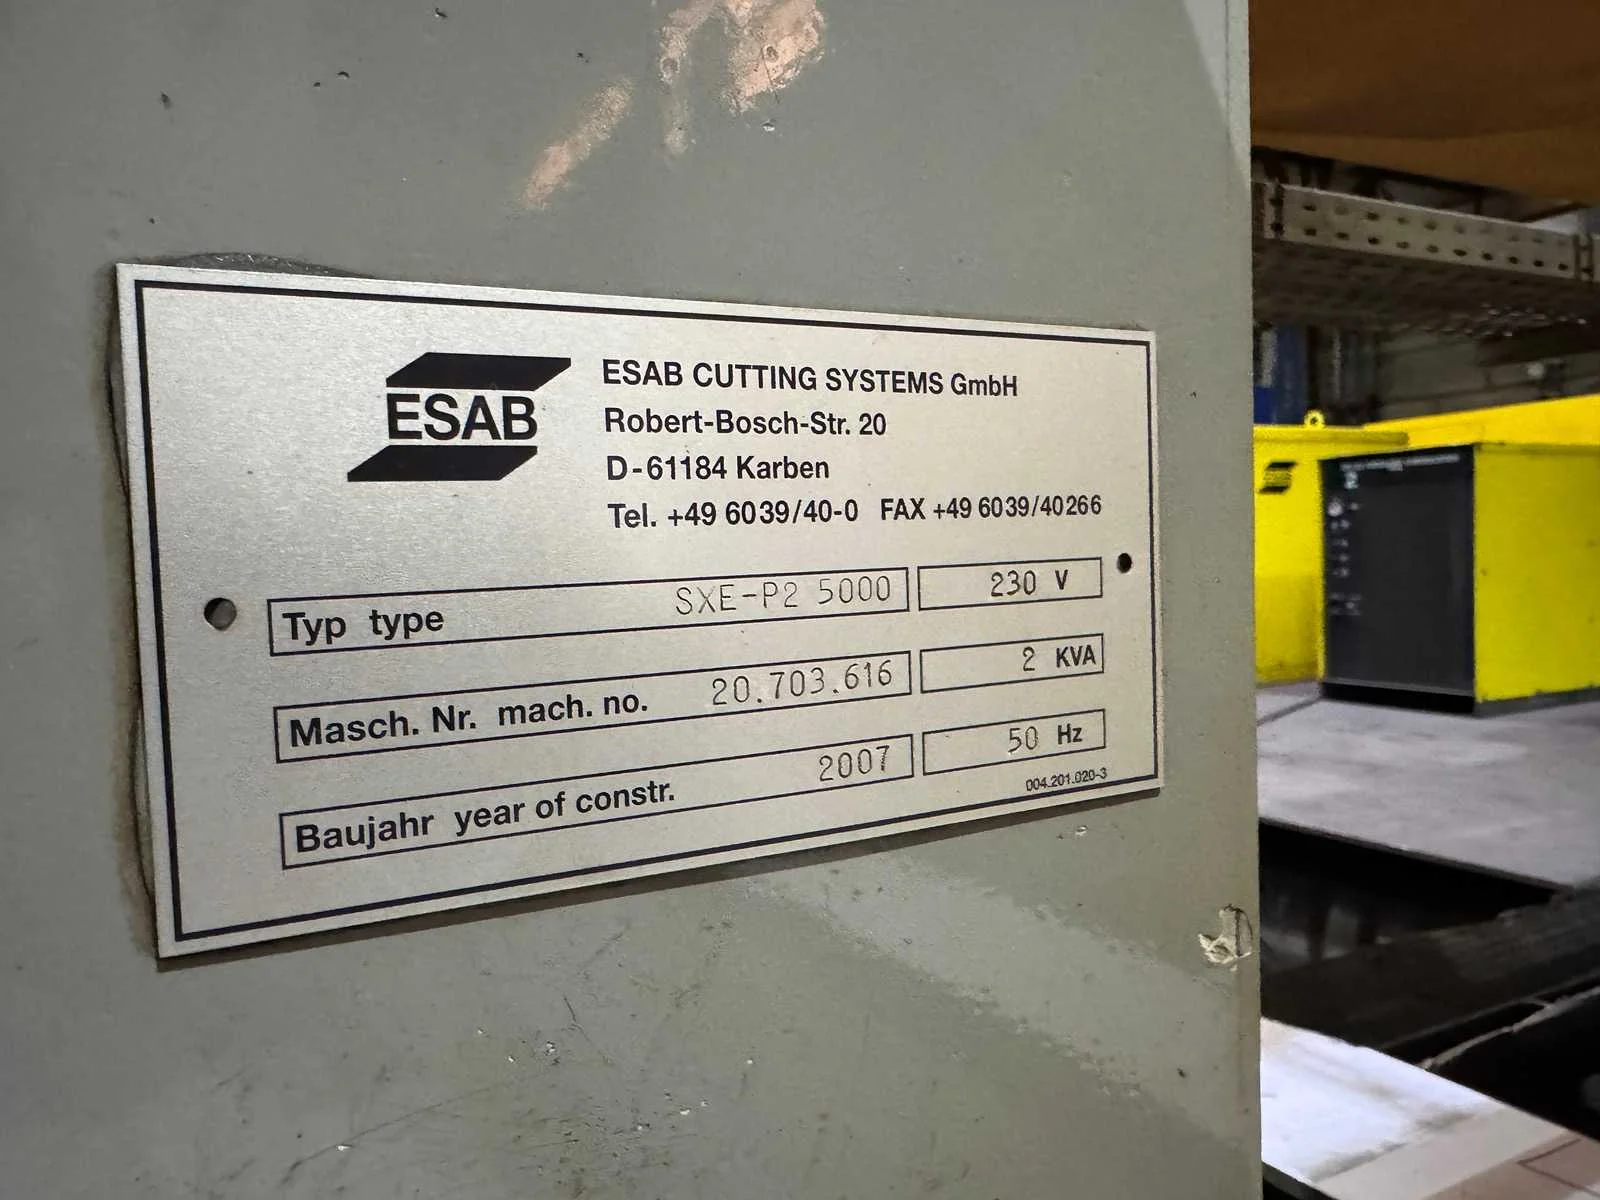 ESAB
ESAB CUTTING SYSTEMS GmbH
Robert-Bosch-Str. 20
D-61184 Karben
Tel. +49 6039/40-0 FAX +49 6039/40266
Typ type SXE-P2 5000 230 V
Masch. Nr. mach. no. 20.703.616 2 KVA
Baujahr year of constr. 2007 50 Hz
004.201.020-3